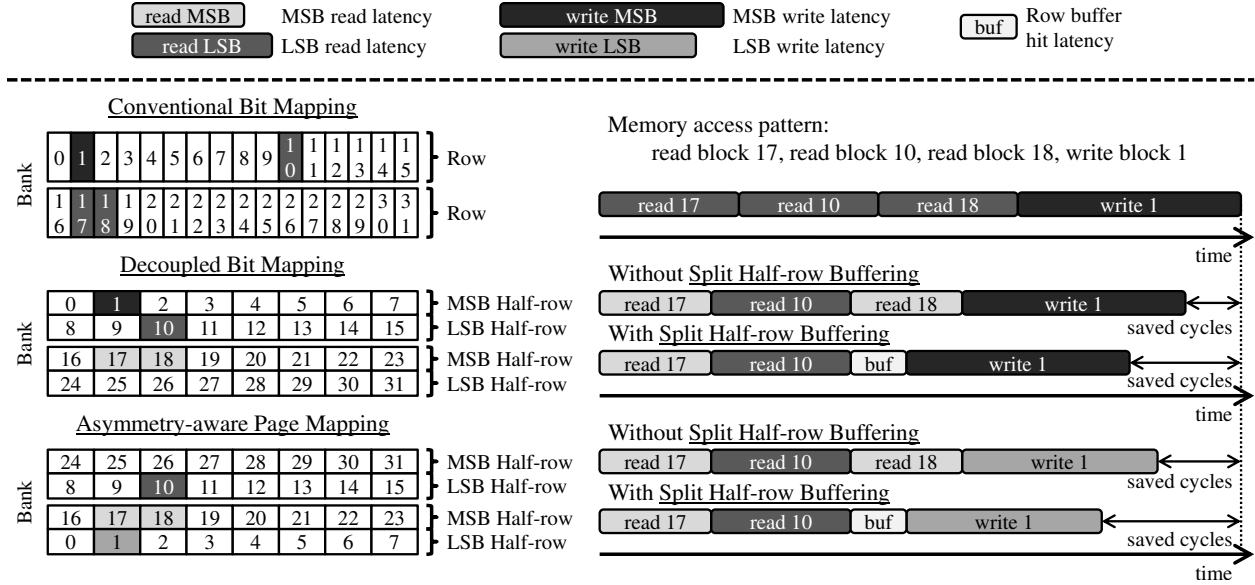 read MSB MSB read latency write MSB MSB write latency buf Row buffer
read LSB LSB read latency write LSB LSB write latency hit latency
Conventional Bit Mapping
Bank
0 1 2 3 4 5 6 7 8 9 10 11 12 13 14 15 Row
16 17 18 19 20 21 22 23 24 25 26 27 28 29 30 31 Row
Memory access pattern:
read block 17, read block 10, read block 18, write block 1
read 17 read 10 read 18 write 1
time
Decoupled Bit Mapping
Bank
0 1 2 3 4 5 6 7 MSB Half-row
8 9 10 11 12 13 14 15 LSB Half-row
16 17 18 19 20 21 22 23 MSB Half-row
24 25 26 27 28 29 30 31 LSB Half-row
Without Split Half-row Buffering
read 17 read 10 read 18 write 1
saved cycles
With Split Half-row Buffering
read 17 read 10 buf write 1
saved cycles
time
Asymmetry-aware Page Mapping
Bank
24 25 26 27 28 29 30 31 MSB Half-row
8 9 10 11 12 13 14 15 LSB Half-row
16 17 18 19 20 21 22 23 MSB Half-row
0 1 2 3 4 5 6 7 LSB Half-row
Without Split Half-row Buffering
read 17 read 10 read 18 write 1
saved cycles
With Split Half-row Buffering
read 17 read 10 buf write 1
saved cycles
time